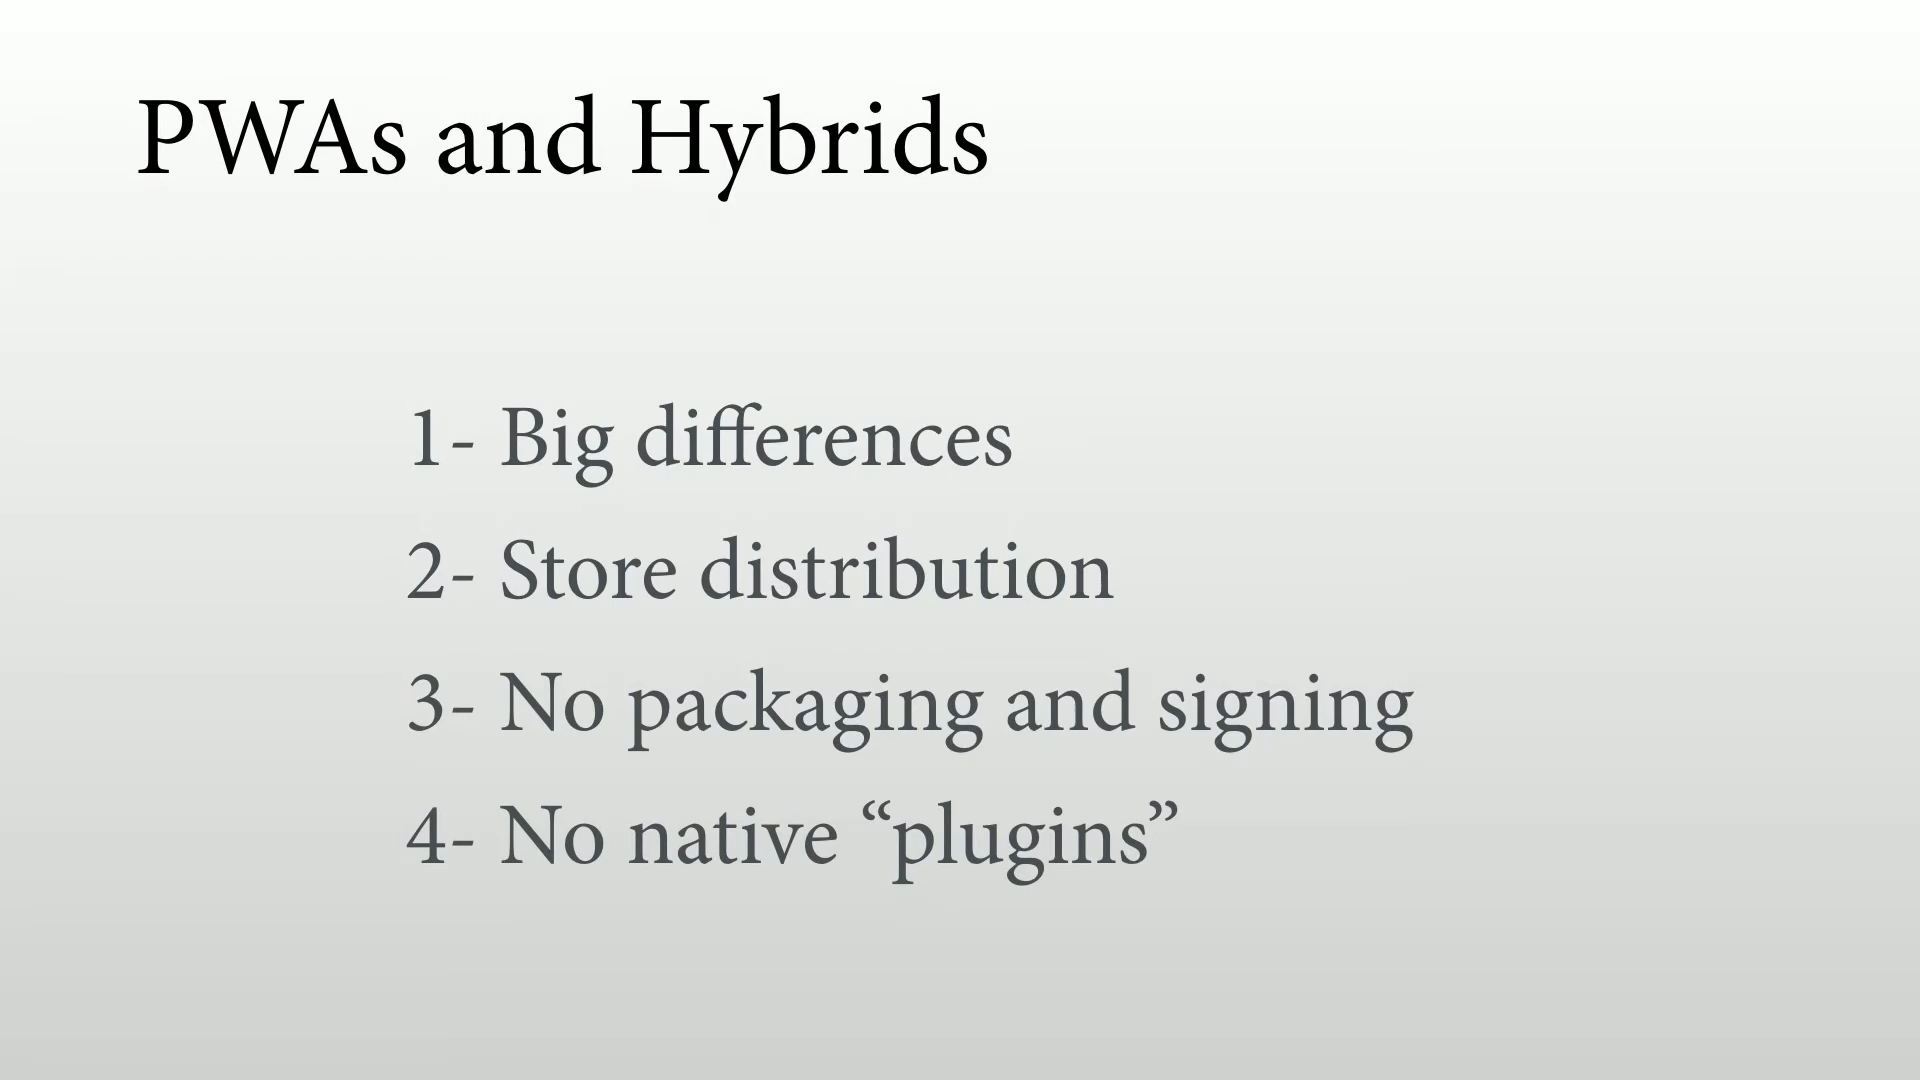 PWAs and Hybrids
1- Big differences
2- Store distribution
3- No packaging and signing
4- No native “plugins”